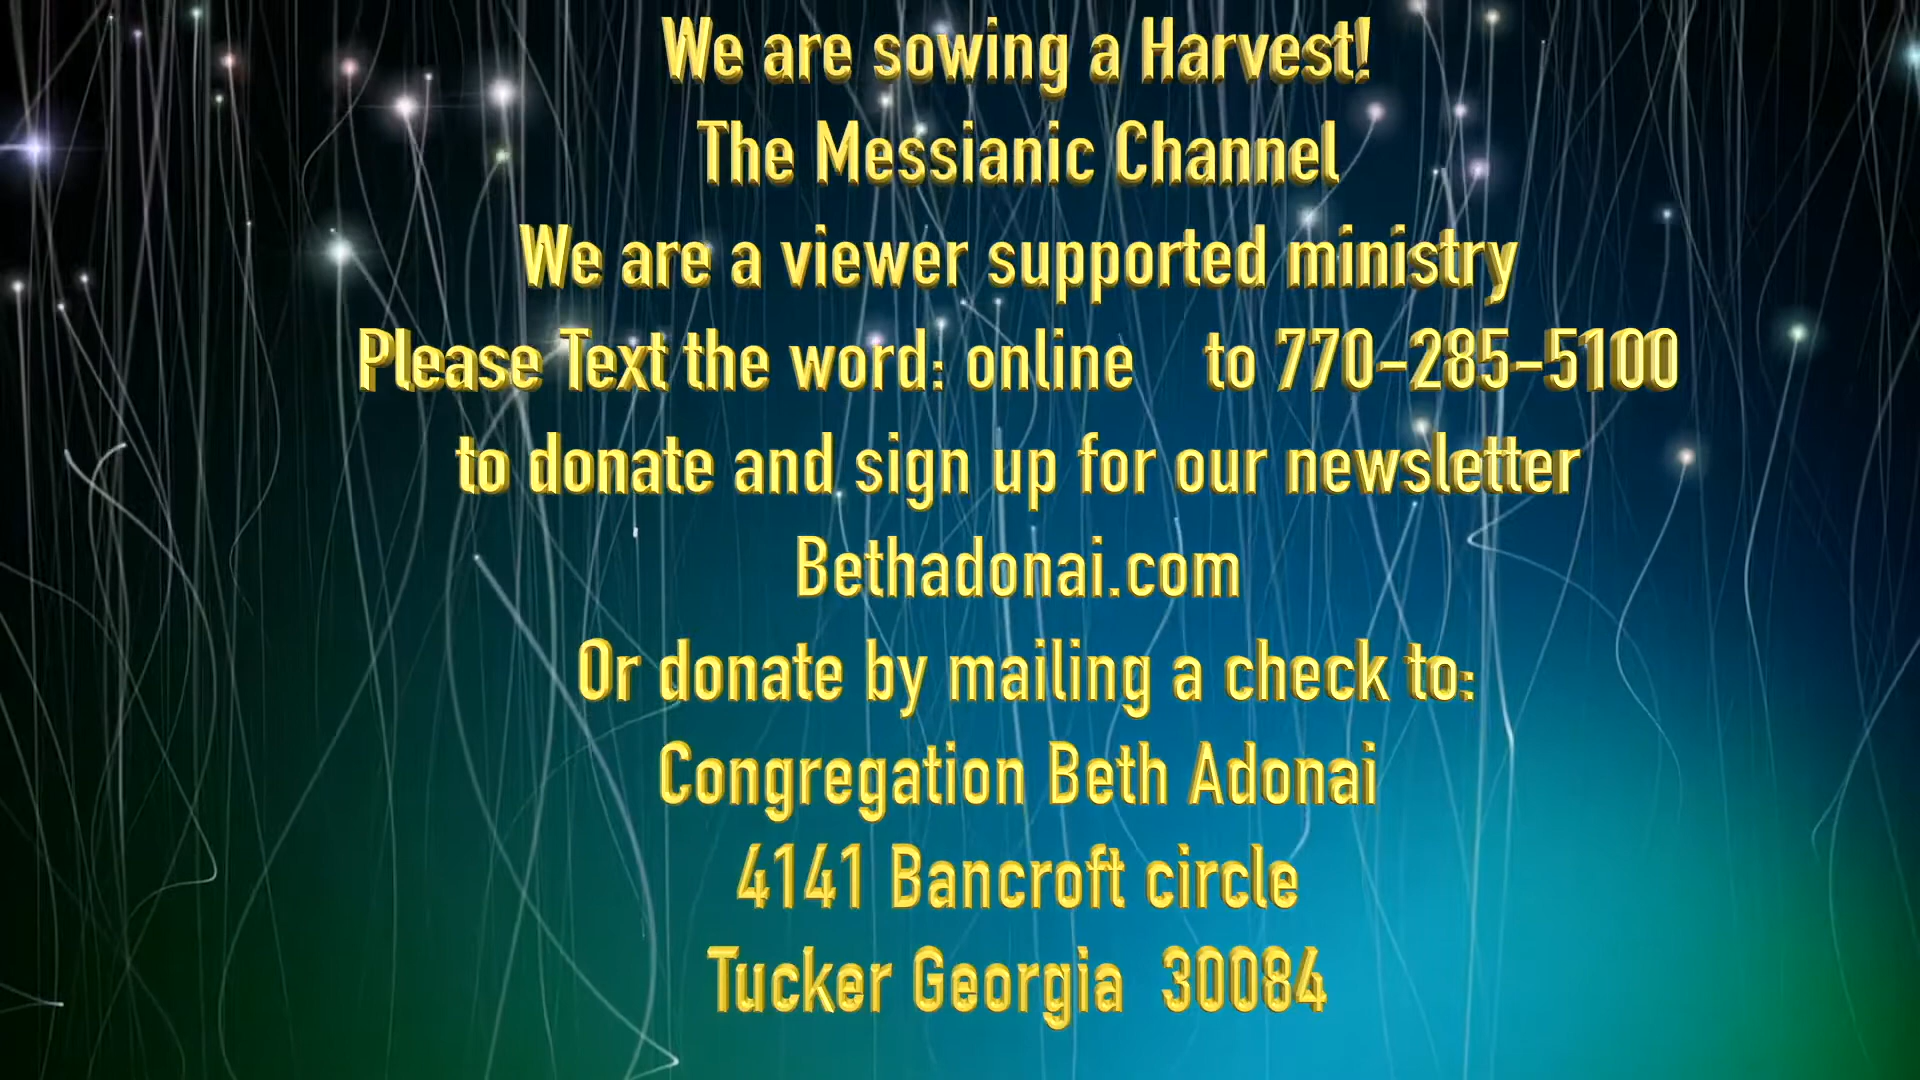 We are sowing a Harvest!
The Messianic Channel
We are a viewer supported ministry
Please Text the word: online to 770-285-5100
to donate and sign up for our newsletter
Bethadonai.com
Or donate by mailing a check to:
Congregation Beth Adonai
4141 Bancroft circle
Tucker Georgia 30084